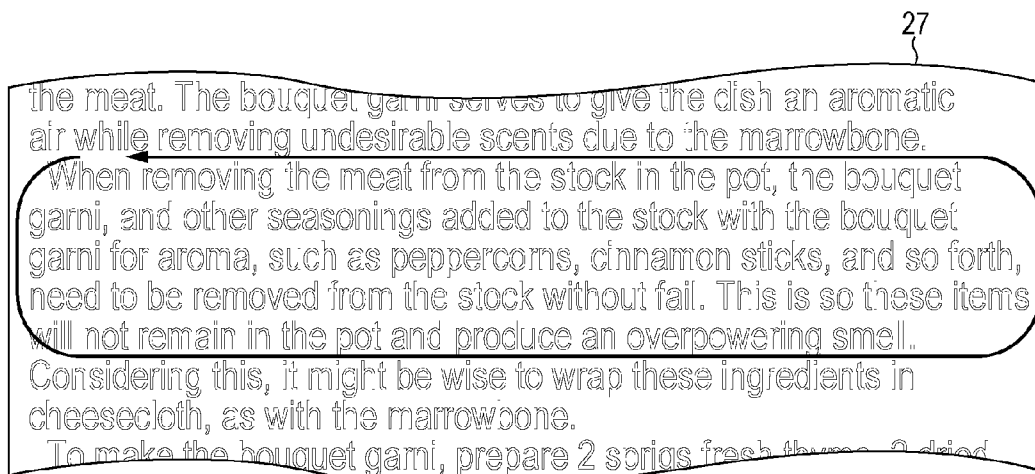 27
the meat. The bouquet garni serves to give the dish an aromatic
air while removing undesirable scents due to the marrowbone.
When removing the meat from the stock in the pot, the bouquet
garni, and other seasonings added to the stock with the bouquet
garni for aroma, such as peppercorns, cinnamon sticks, and so forth,
need to be removed from the stock without fail. This is so these items
will not remain in the pot and produce an overpowering smell.
Considering this, it might be wise to wrap these ingredients in
cheesecloth, as with the marrowbone.
To make the bouquet garni, prepare 2 sprigs fresh thyme, 2 dried